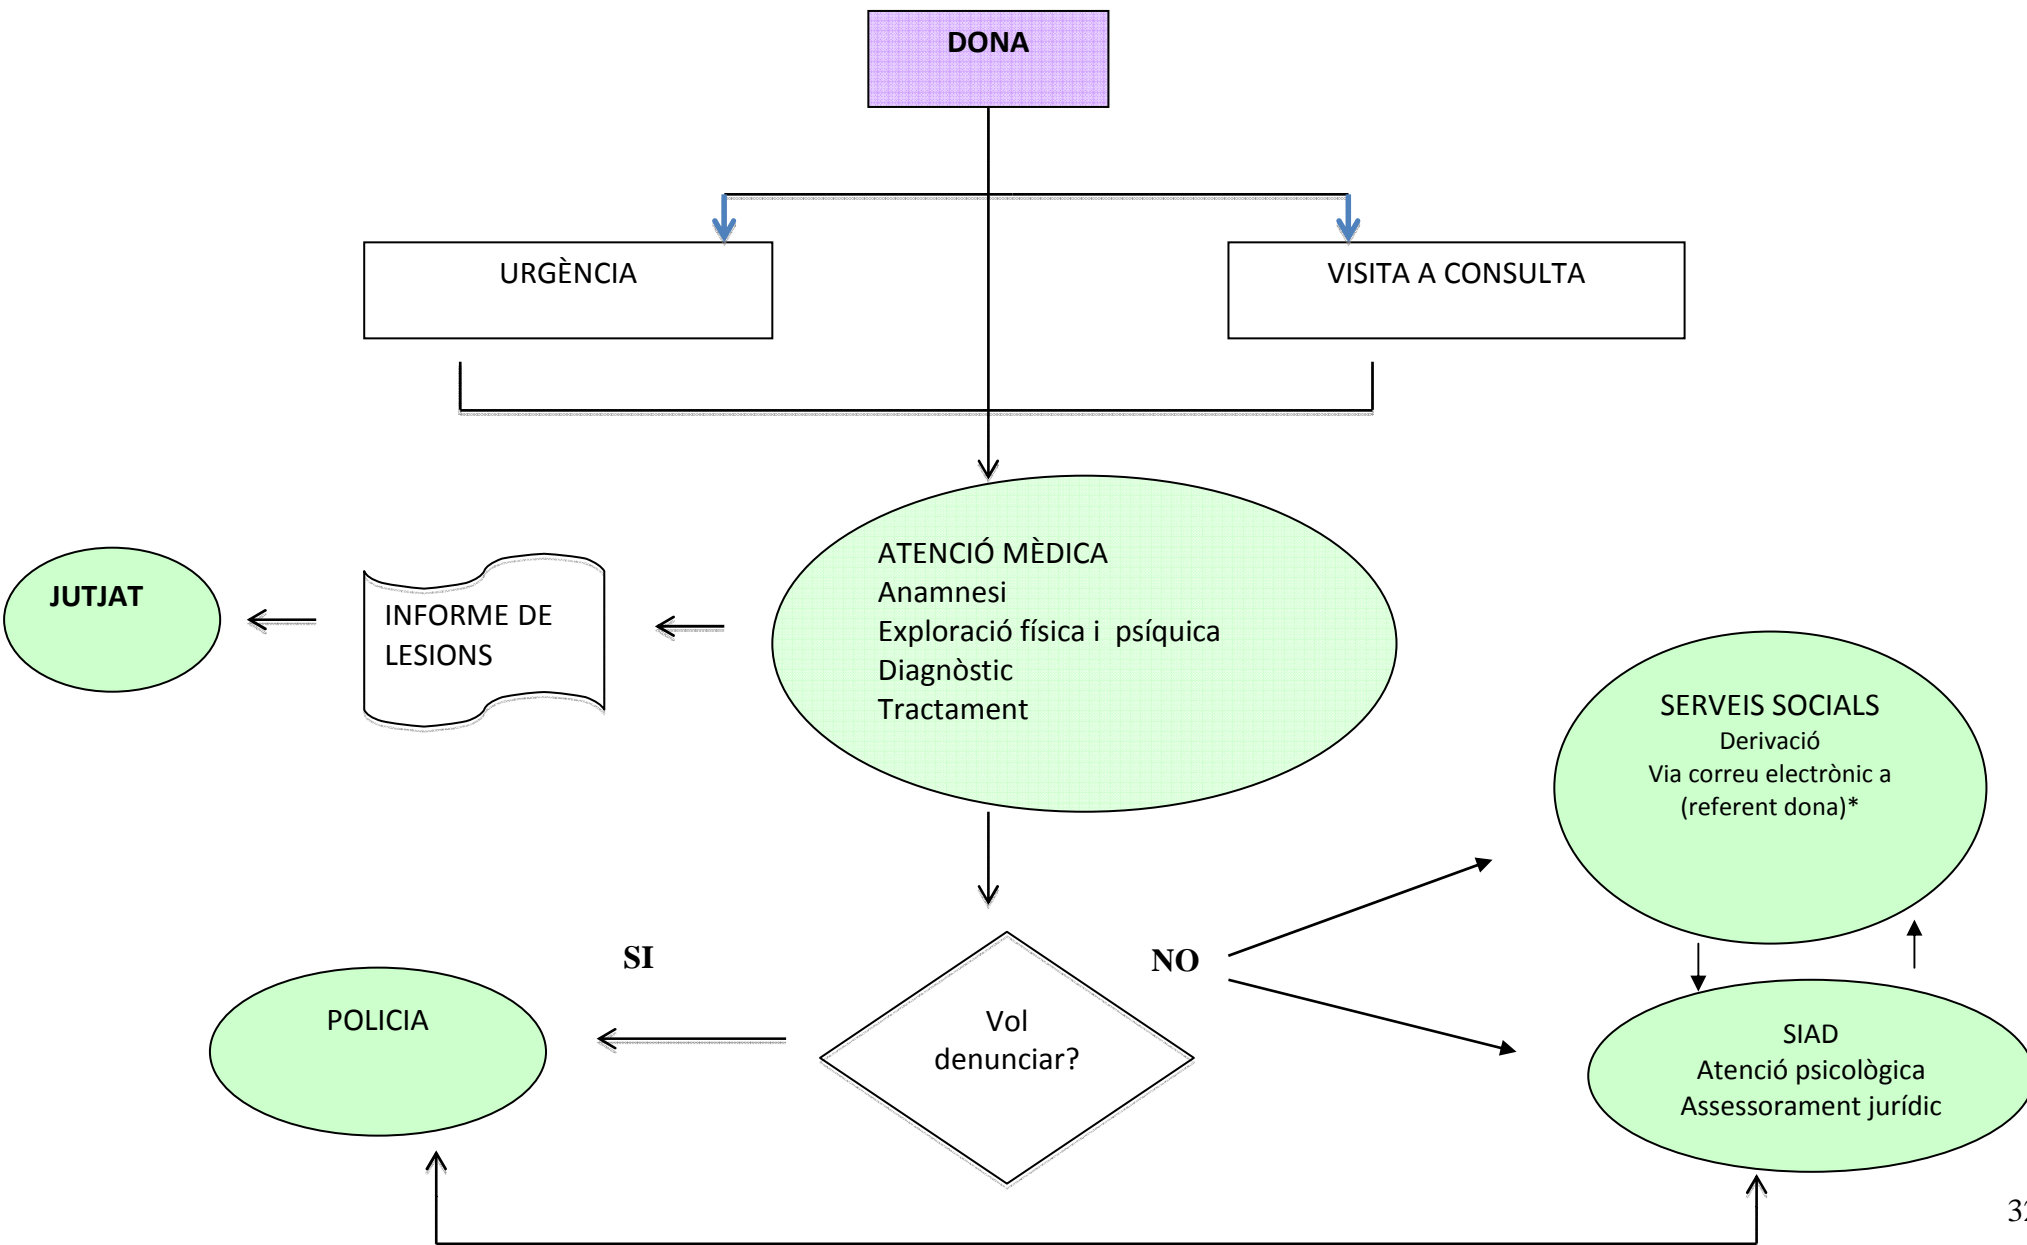 DONA
URGÈNCIA
VISITA A CONSULTA
ATENCIÓ MÈDICA
Anamnesi
Exploració física i psíquica
Diagnòstic
Tractament
JUTJAT
INFORME DE
LESIONS
SERVEIS SOCIALS
Derivació
Via correu electrònic a
(referent dona)*
SI
NO
POLICIA
Vol
denunciar?
SIAD
Atenció psicològica
Assessorament jurídic